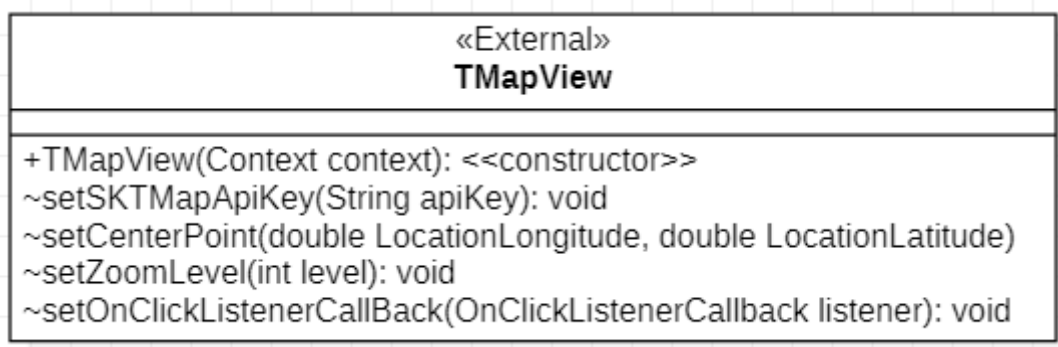 «External»
TMapView
+TMapView(Context context): <<constructor>>
~setSKTMapApiKey(String apiKey): void
~setCenterPoint(double LocationLongitude, double LocationLatitude)
~setZoomLevel(int level): void
~setOnClickListenerCallBack(OnClickListenerCallback listener): void